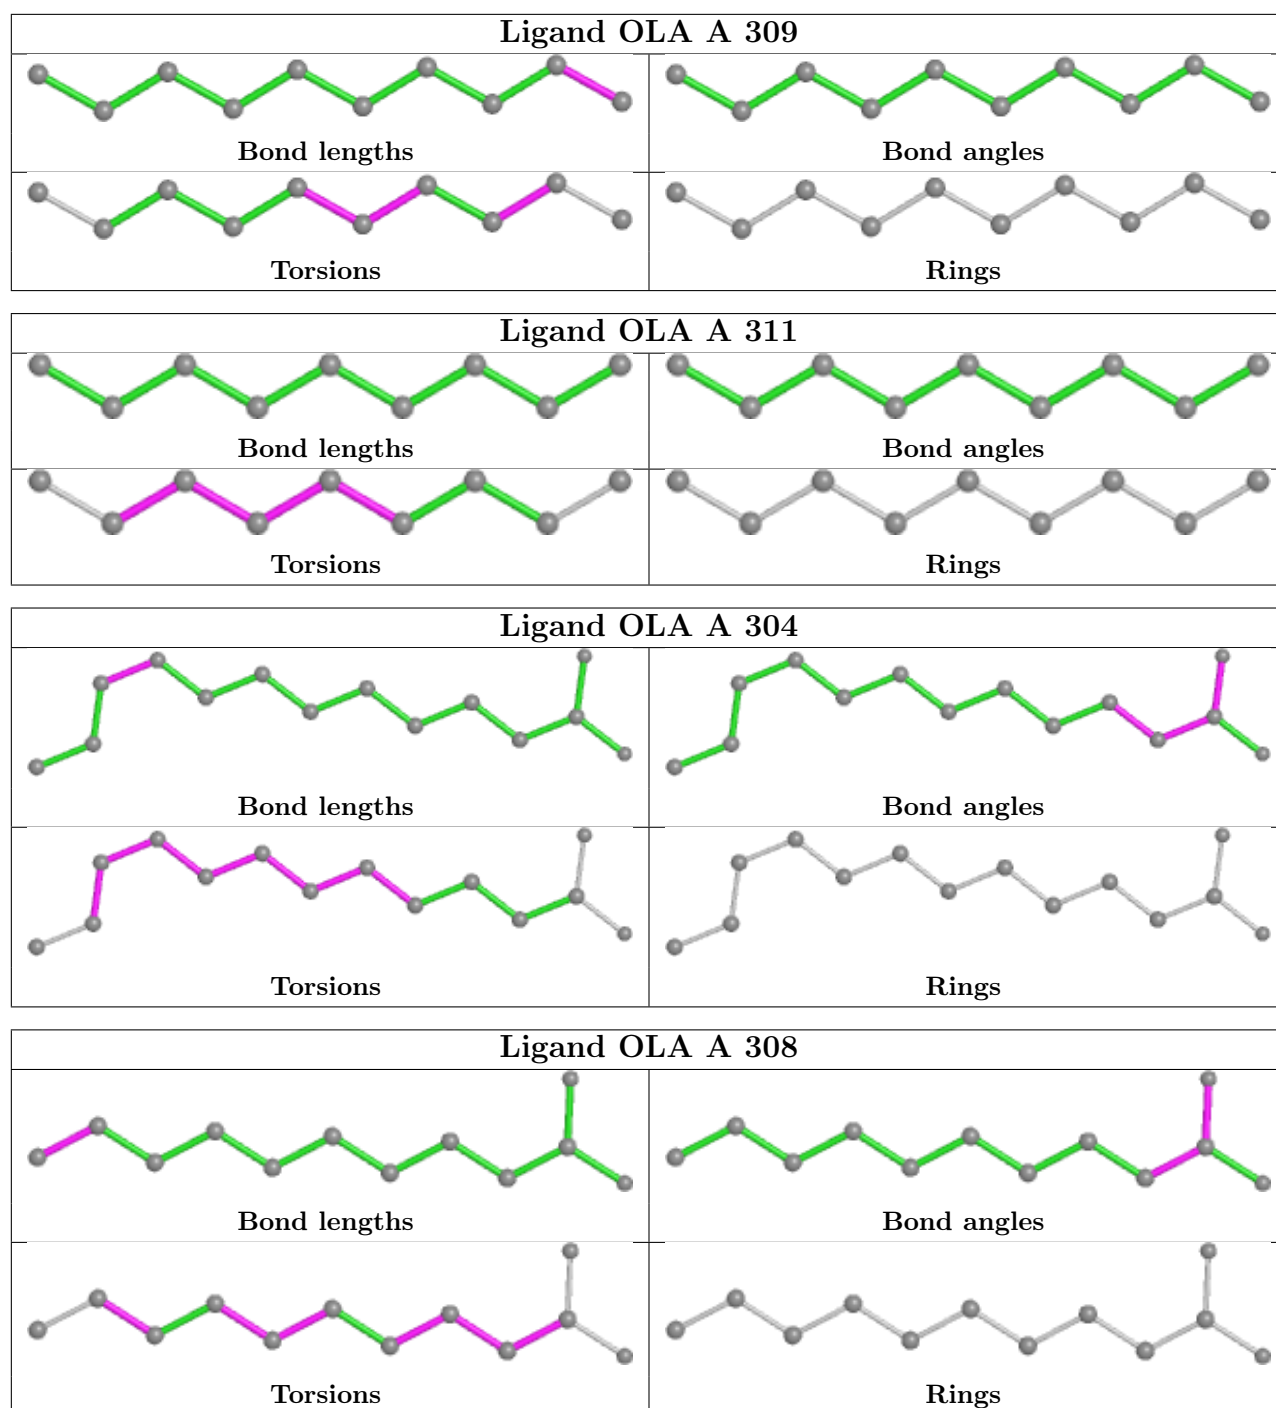 Ligand OLA A 309
Bond lengths
Bond angles
Torsions
Rings
Ligand OLA A 311
Bond lengths
Bond angles
Torsions
Rings
Ligand OLA A 304
Bond lengths
Bond angles
Torsions
Rings
Ligand OLA A 308
Bond lengths
Bond angles
Torsions
Rings